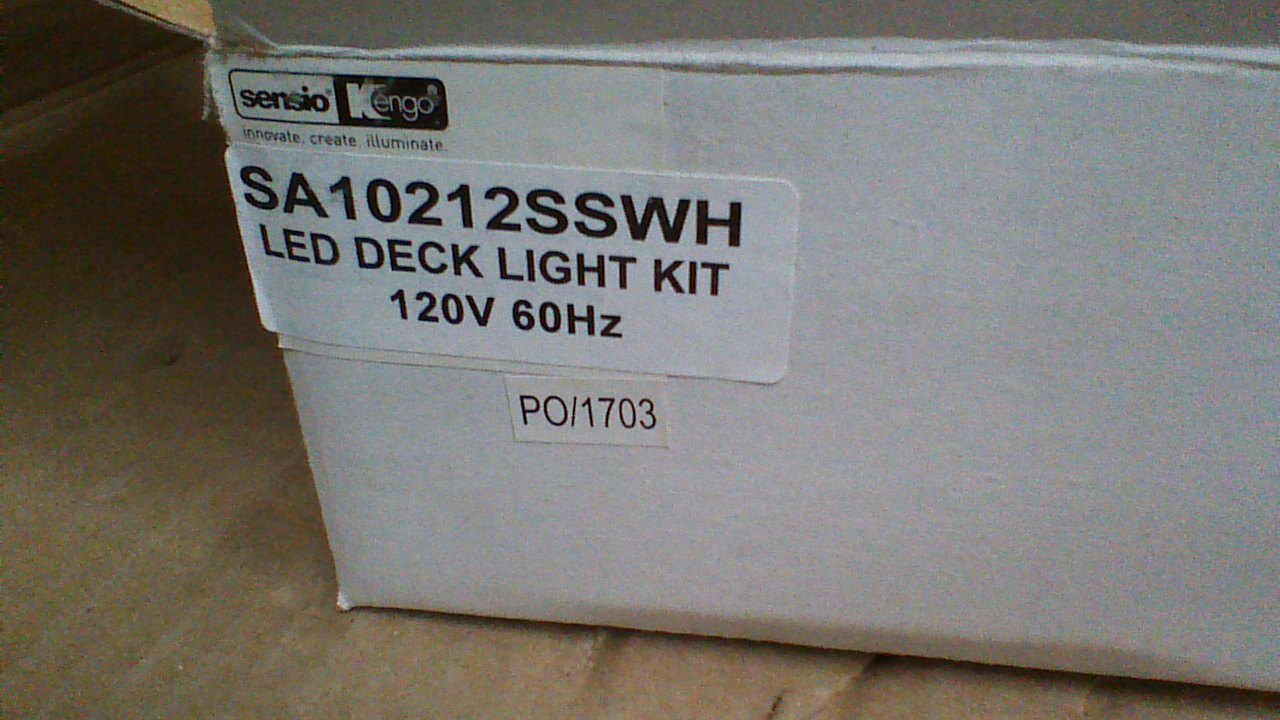 sensio® Kengo®
innovate. create. illuminate.
SA10212SSWH
LED DECK LIGHT KIT
120V 60Hz
PO/1703